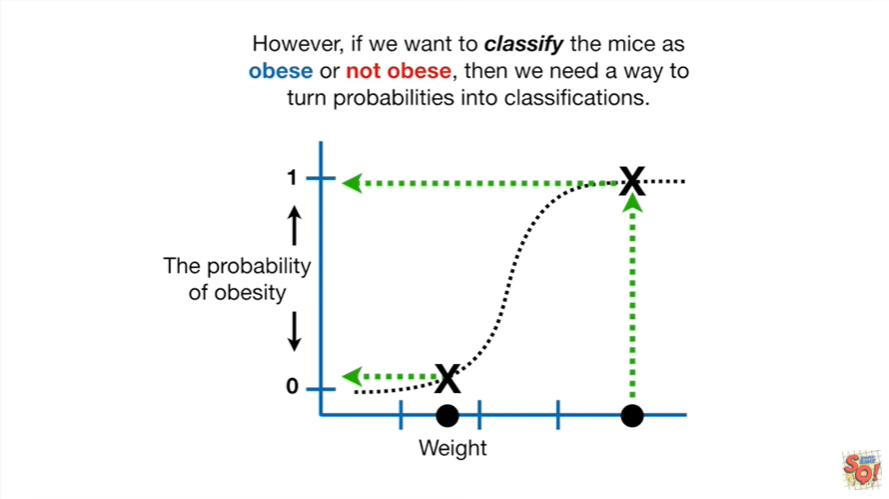 However, if we want to classify the mice as
obese or not obese, then we need a way to
turn probabilities into classifications.
1
The probability
of obesity
0
X
X
Weight
SO!